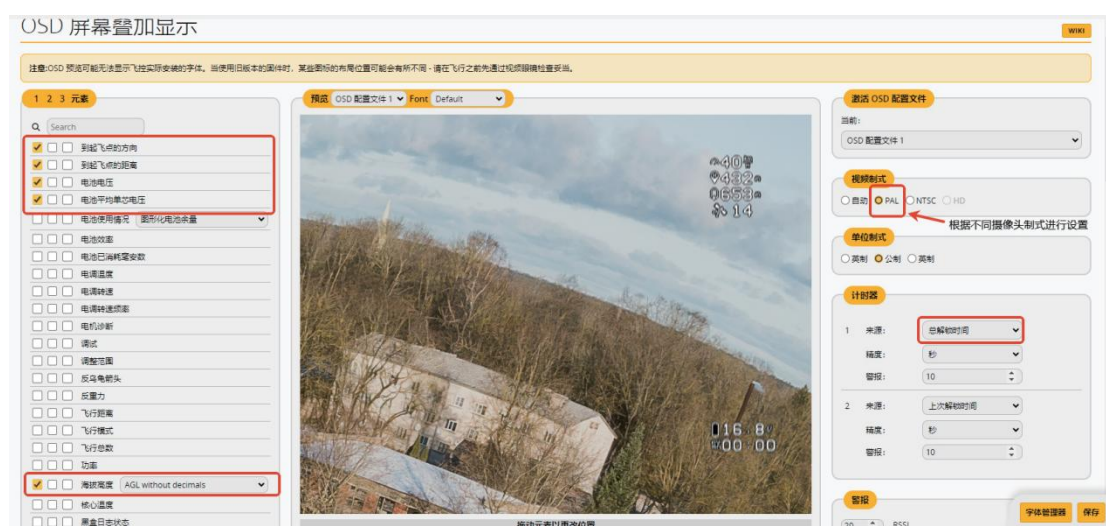 OSD 屏幕叠加显示
WIKI
注意:OSD 预览可能无法显示飞控实际安装的字体。当使用旧版本的固件时，某些图标的布局位置可能会有所不同 - 请在飞行之前先通过视频眼镜检查妥当。
1 2 3 元素
Search
到起飞点的方向
到起飞点的距离
电池电压
电池平均单芯电压
电池使用情况 图形化电池余量
电池效率
电池已消耗毫安数
电调温度
电调转速
电调转速频率
电机诊断
调试
调整范围
反乌龟箭头
反重力
飞行距离
飞行模式
飞行总数
功率
海拔高度 AGL without decimals
核心温度
黑盒日志状态
预览 OSD 配置文件 1 Font Default
16.8V
00:00
拖动元素以更改位置
激活 OSD 配置文件
当前:
OSD 配置文件 1
视频制式
自动 PAL NTSC HD
根据不同摄像头制式进行设置
单位制式
英制 公制 英制
计时器
1 来源: 总解锁时间
精度: 秒
警报: 10
2 来源: 上次解锁时间
精度: 秒
警报: 10
警报
20 RSSI
字体管理器 保存